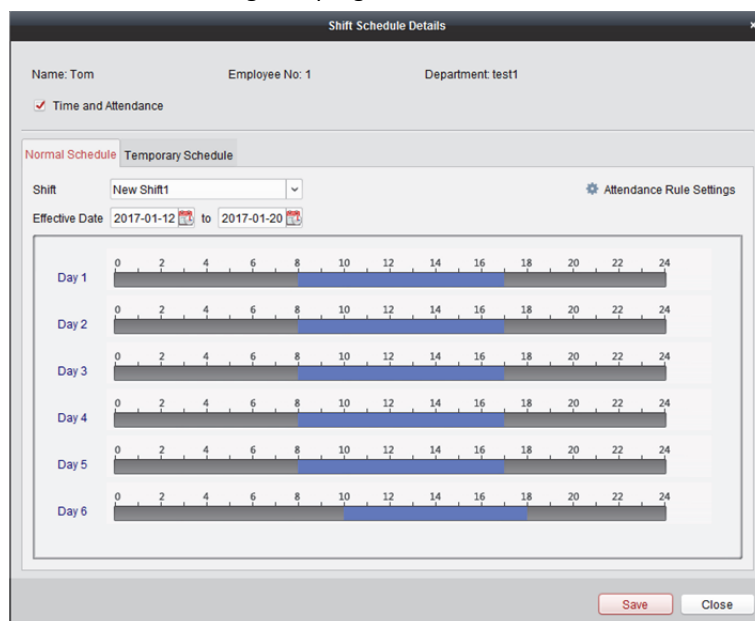 Shift Schedule Details ×
Name: Tom Employee No: 1 Department: test1
Time and Attendance
Normal Schedule Temporary Schedule
Shift New Shift1 Attendance Rule Settings
Effective Date 2017-01-12 to 2017-01-20
0 2 4 6 8 10 12 14 16 18 20 22 24
Day 1
0 2 4 6 8 10 12 14 16 18 20 22 24
Day 2
0 2 4 6 8 10 12 14 16 18 20 22 24
Day 3
0 2 4 6 8 10 12 14 16 18 20 22 24
Day 4
0 2 4 6 8 10 12 14 16 18 20 22 24
Day 5
0 2 4 6 8 10 12 14 16 18 20 22 24
Day 6
Save Close